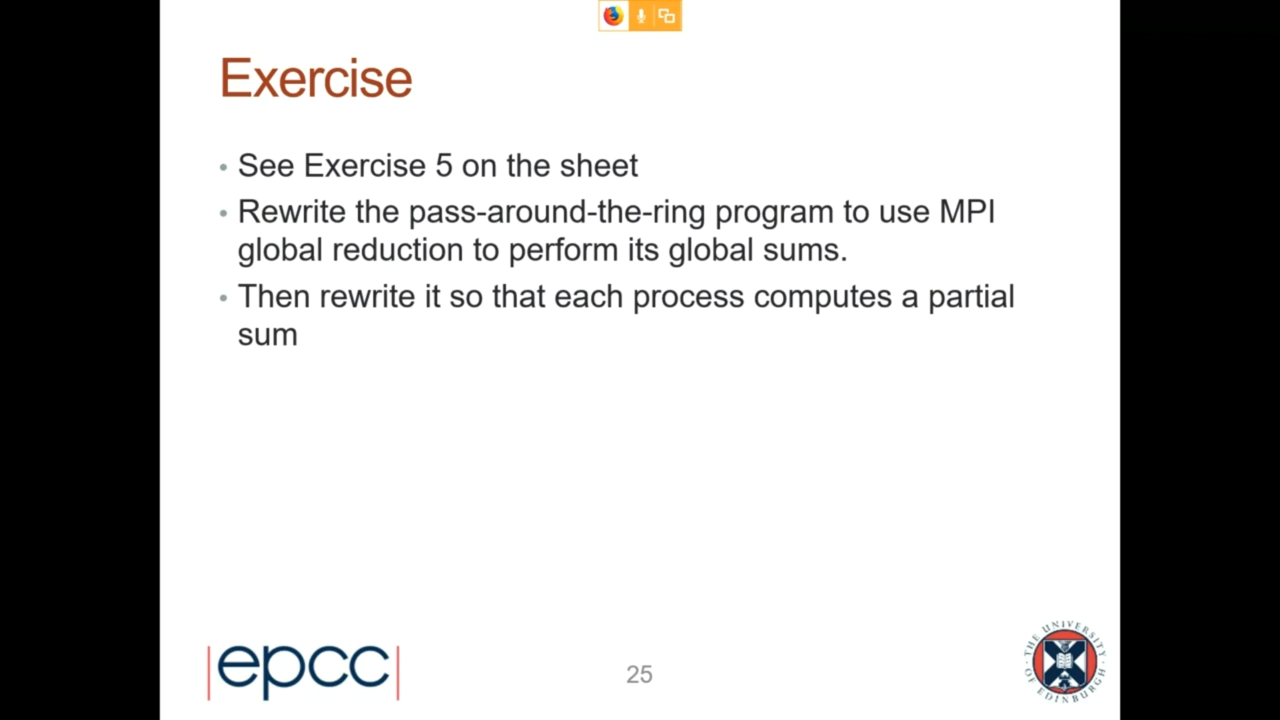 Exercise
• See Exercise 5 on the sheet
• Rewrite the pass-around-the-ring program to use MPI
global reduction to perform its global sums.
• Then rewrite it so that each process computes a partial
sum
|epcc|
25
THE UNIVERSITY
OF EDINBURGH